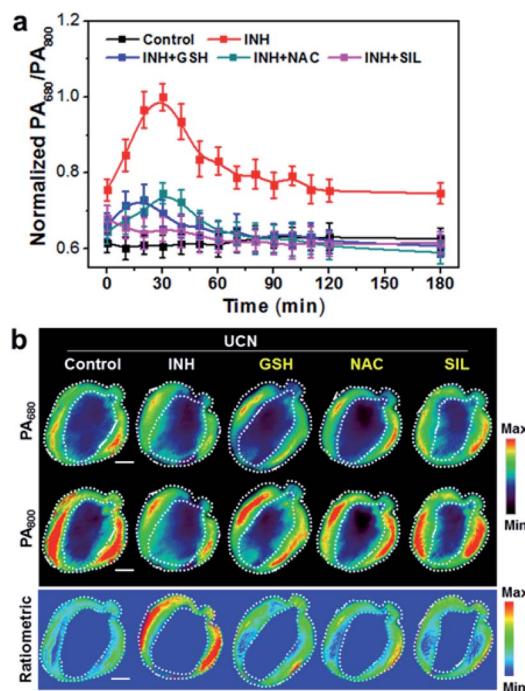 a
Control INH
INH+GSH INH+NAC INH+SIL
Normalized PA680/PA800
1.2
1.0
0.8
0.6
0 30 60 90 120 150 180
Time (min)
b
UCN
Control INH GSH NAC SIL
PA680
PA800
Max
Min
Ratiometric
Max
Min